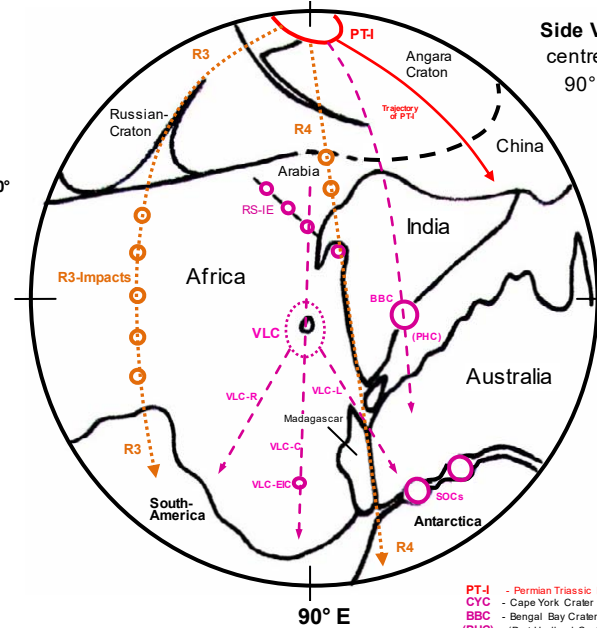 Side V
centre
90°
PT-I
R3
Angara
Craton
Trajectory
of PT-I
Russian-
Craton
R4
China
Arabia
0°
RS-IE
India
R3-Impacts
Africa
BBC
(PHC)
VLC
VLC-R
VLC-L
Australia
Madagascar
R3
VLC-C
VLC-EIC
South-
America
SOCs
Antarctica
R4
90° E
PT-I - Permian Triassic
CYC - Cape York Crater
BBC - Bengal Bay Crater